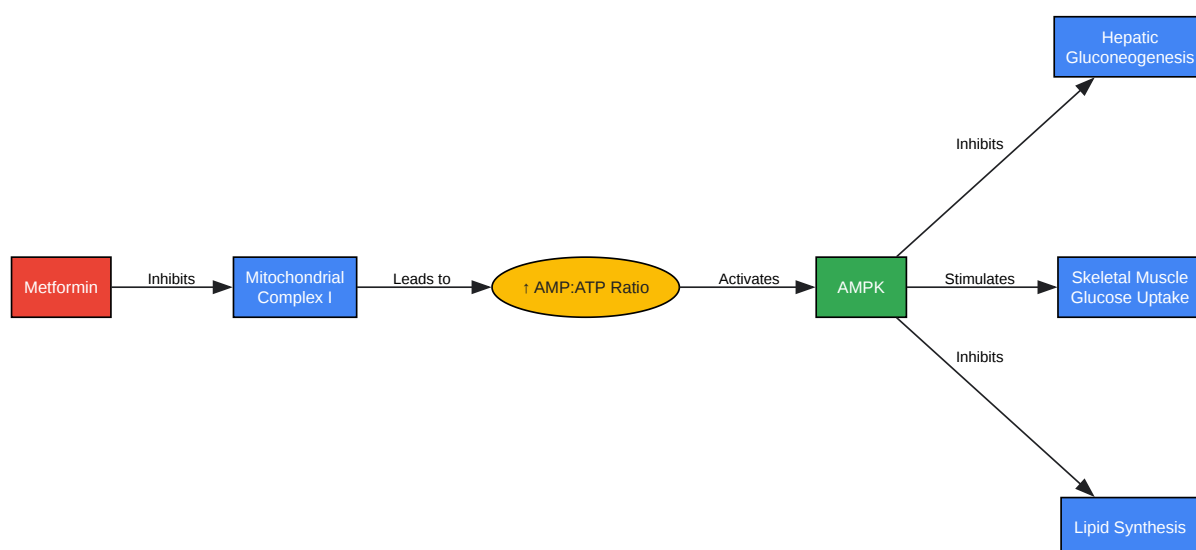 Hepatic
Gluconeogenesis
Inhibits
Metformin
Inhibits
Mitochondrial
Complex I
Leads to
↑ AMP:ATP Ratio
Activates
AMPK
Stimulates
Skeletal Muscle
Glucose Uptake
Inhibits
Lipid Synthesis